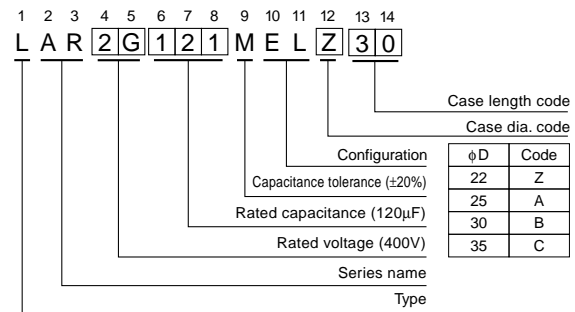 1 2 3 4 5 6 7 8 9 10 11 12 13 14
L A R 2 G 1 2 1 M E L Z 3 0
Case length code
Case dia. code
Configuration
Capacitance tolerance (±20%)
Rated capacitance (120µF)
Rated voltage (400V)
Series name
Type
ϕD Code
22 Z
25 A
30 B
35 C